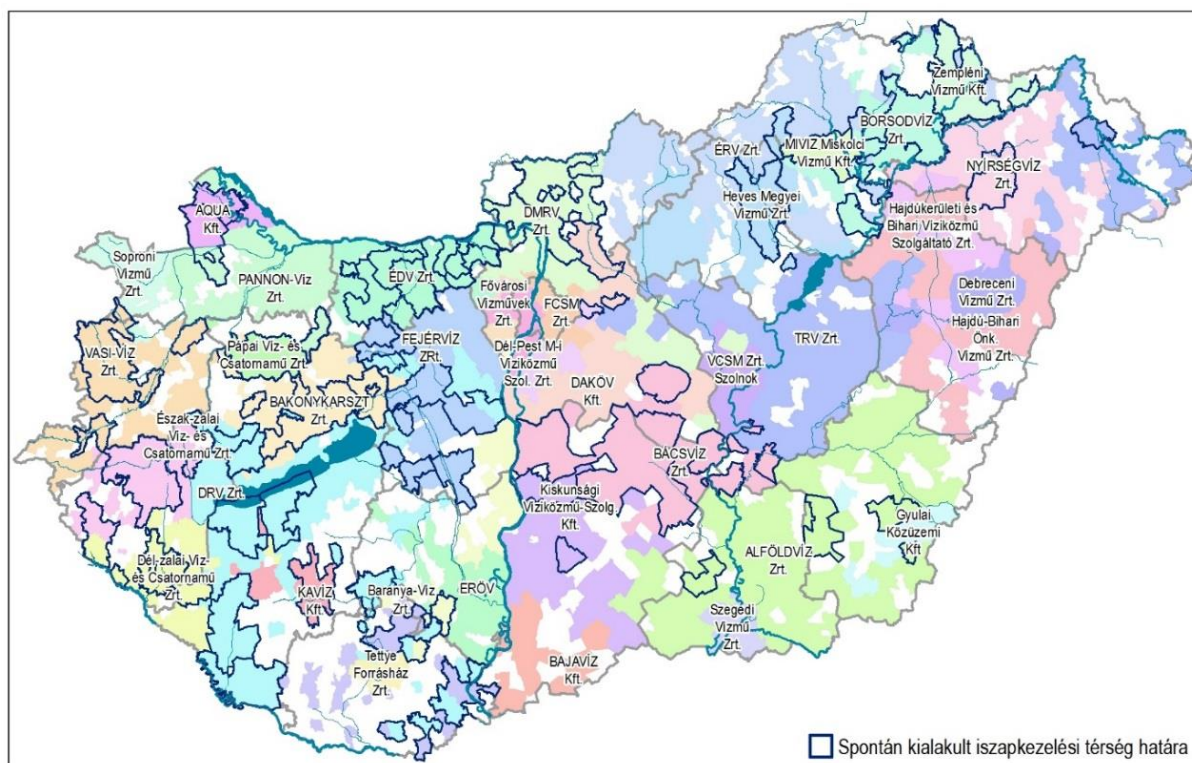 Zempléni
Vízmű Kft.
BORSODVÍZ
Zrt.
ÉRV Zrt.
MIVÍZ Miskolci
Vízmű Kft.
NYÍRSÉGVÍZ
Zrt.
Heves Megyei
Vízmű Zrt.
AQUA
Kft.
DMRV
Zrt.
Hajdúkerületi és
Bihari Víziközmű
Szolgáltató Zrt.
Soproni
Vízmű
Zrt.
PANNON-Víz
Zrt.
ÉDV Zrt.
Fővárosi
Vízművek
Zrt.
FCSM
Zrt.
Debreceni
Vízmű Zrt.
Hajdú-Bihari
Önk.
Vízmű Zrt.
VASI-VÍZ
Zrt.
Pápai Víz- és
Csatornamű Zrt.
FEJÉRVÍZ
ZRt.
Dél-Pest M-i
Víziközmű
Szol. Zrt.
VCSM Zrt.
Szolnok
TRV Zrt.
DAKÖV
Kft.
BAKONYKARSZT
Zrt.
Észak-zalai
Víz- és
Csatornamű Zrt.
BÁCSVÍZ
Zrt.
DRV Zrt.
Kiskunsági
Víziközmű-Szolg.
Kft.
Gyulai
Közüzemi
Kft
ALFÖLDVÍZ
Zrt.
Dél-zalai Víz-
és Csatornamű
Zrt.
KAVÍZ
Kft.
Baranya-Víz
Zrt.
ERÖV
Szegedi
Vízmű
Zrt.
Tettye
Forrásház
Zrt.
BAJAVÍZ
Kft.
Spontán kialakult iszapkezelési térség határa